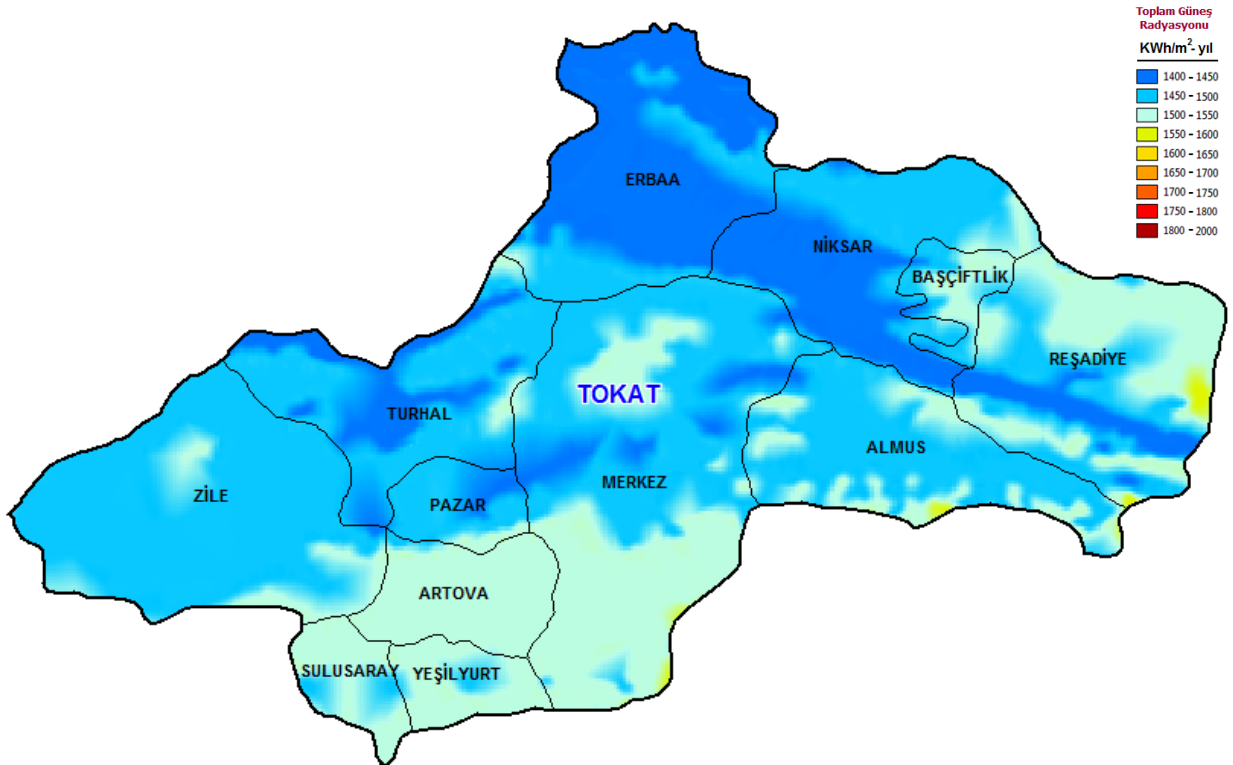 Toplam Güneş
Radyasyonu
KWh/m²- yıl
1400 - 1450
1450 - 1500
1500 - 1550
1550 - 1600
1600 - 1650
1650 - 1700
1700 - 1750
1750 - 1800
1800 - 2000
ERBAA
NİKSAR
BAŞÇİFTLİK
REŞADİYE
TOKAT
TURHAL
ALMUS
MERKEZ
ZİLE
PAZAR
ARTOVA
SULUSARAY
YEŞİLYURT